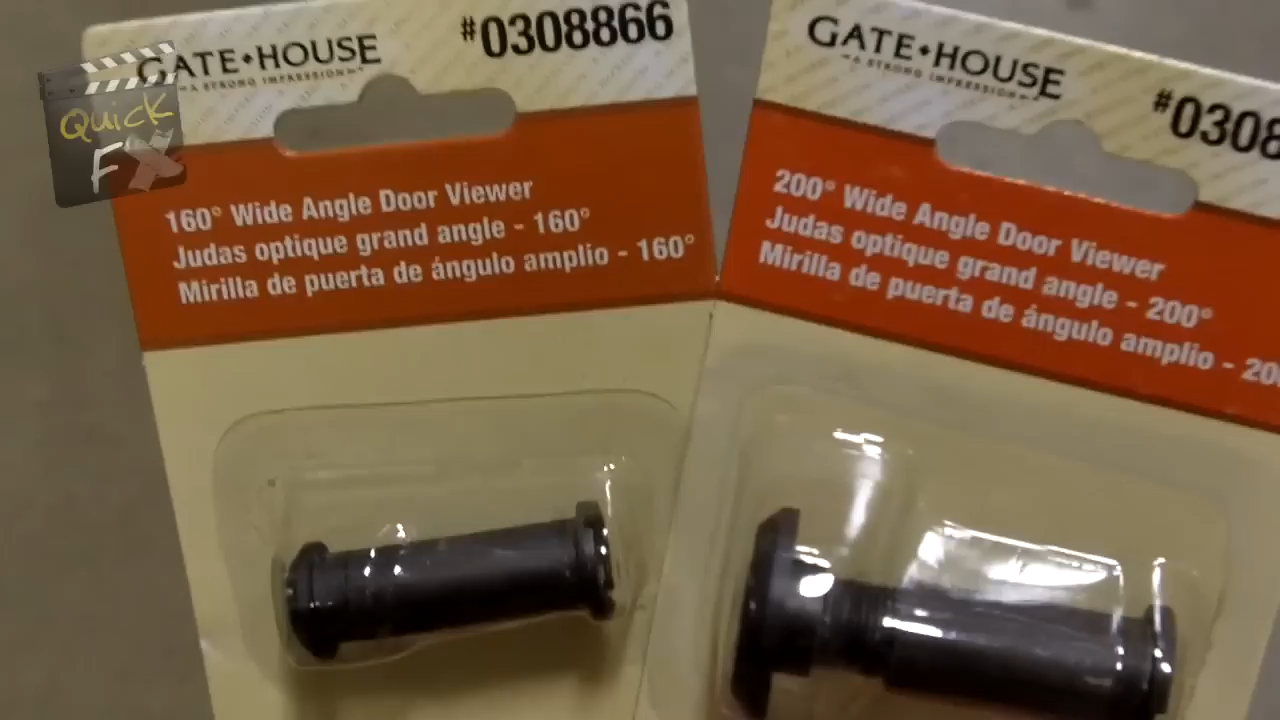 Quick
FX
GATE HOUSE
A STRONG IMPRESSION
#0308866
160° Wide Angle Door Viewer
Judas optique grand angle - 160°
Mirilla de puerta de ángulo amplio - 160°
GATE HOUSE
A STRONG IMPRESSION
#0308
200° Wide Angle Door Viewer
Judas optique grand angle - 200°
Mirilla de puerta de ángulo amplio - 20